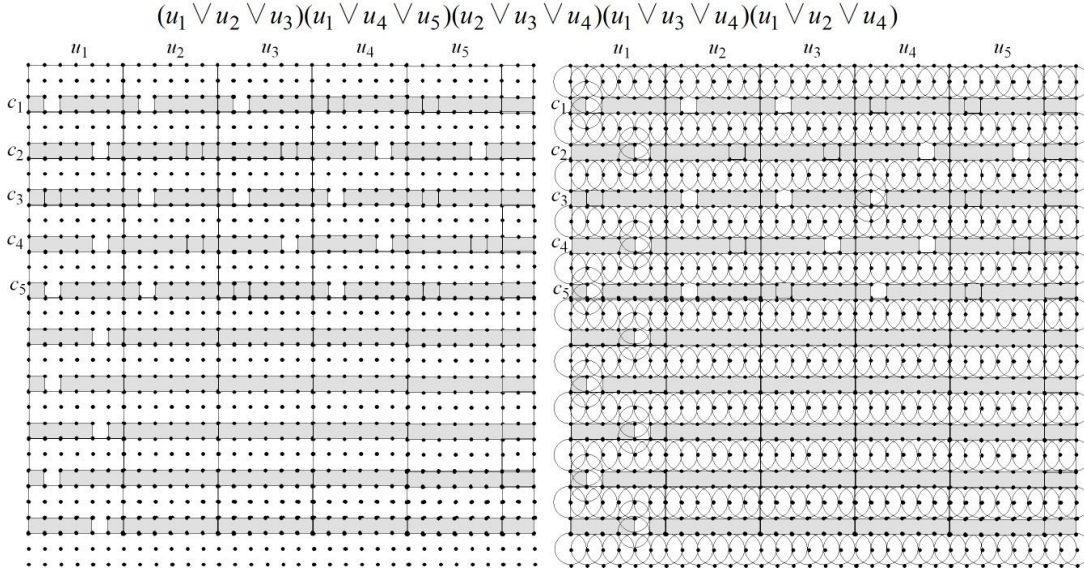 (u₁ ∨ u₂ ∨ u₃)(u₁ ∨ u₄ ∨ u₅)(u₂ ∨ u₃ ∨ u₄)(u₁ ∨ u₃ ∨ u₄)(u₁ ∨ u₂ ∨ u₄)
u₁ u₂ u₃ u₄ u₅ u₁ u₂ u₃ u₄ u₅
c₁ c₁
c₂ c₂
c₃ c₃
c₄ c₄
c₅ c₅